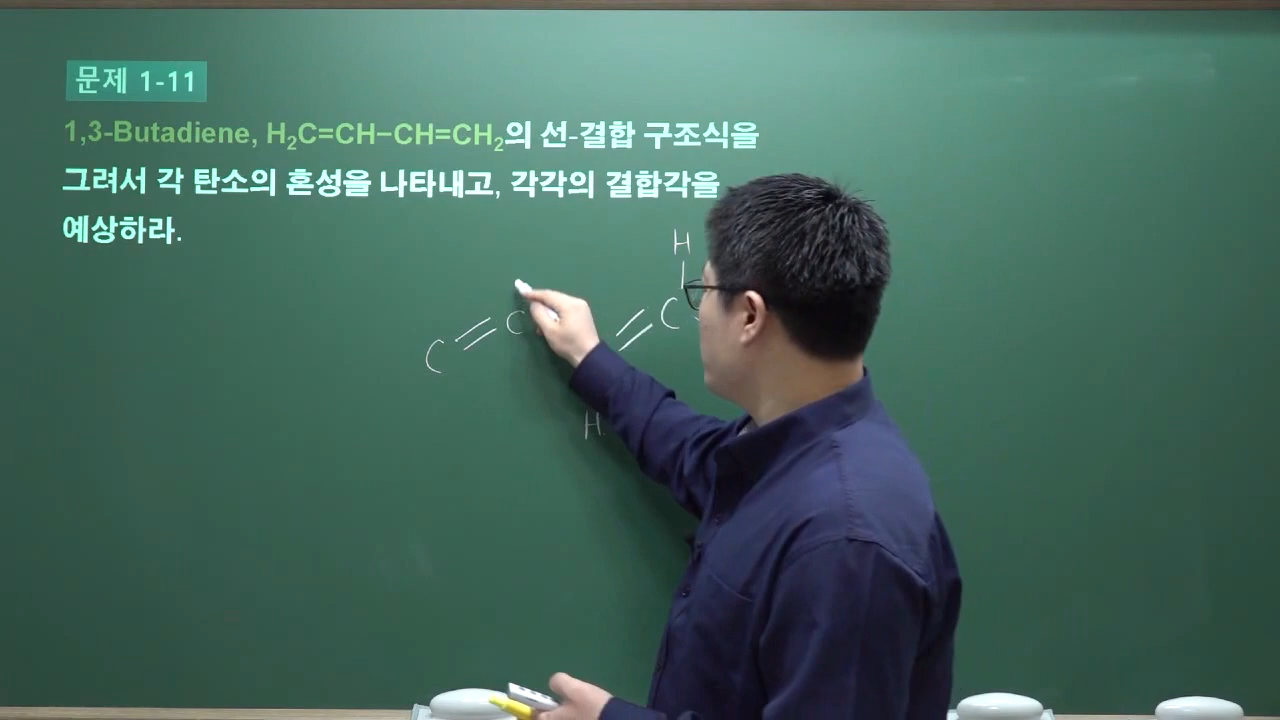 문제 1-11
1,3-Butadiene, H₂C=CH−CH=CH₂의 선-결합 구조식을
그려서 각 탄소의 혼성을 나타내고, 각각의 결합각을
예상하라.
H
C = C = C
H